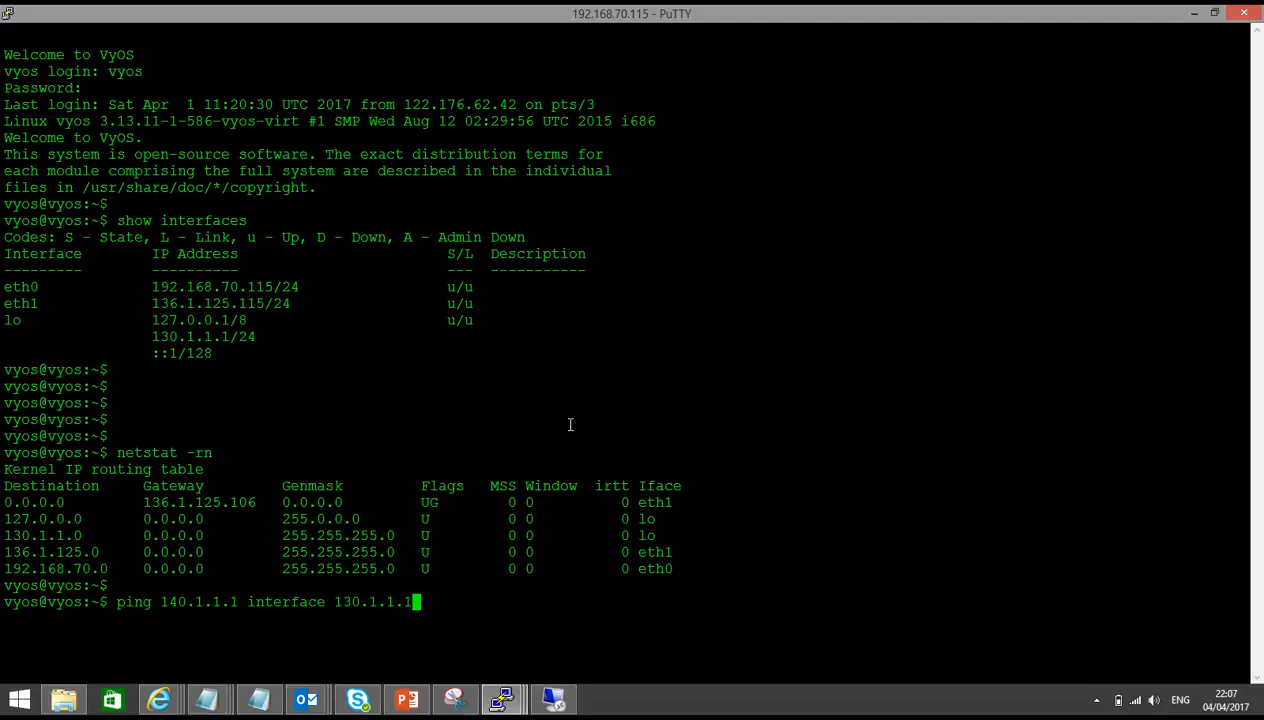 192.168.70.115 - PuTTY
Welcome to VyOS
vyos login: vyos
Password:
Last login: Sat Apr  1 11:20:30 UTC 2017 from 122.176.62.42 on pts/3
Linux vyos 3.13.11-1-586-vyos-virt #1 SMP Wed Aug 12 02:29:56 UTC 2015 i686
Welcome to VyOS.
This system is open-source software. The exact distribution terms for
each module comprising the full system are described in the individual
files in /usr/share/doc/*/copyright.
vyos@vyos:~$
vyos@vyos:~$ show interfaces
Codes: S - State, L - Link, u - Up, D - Down, A - Admin Down
Interface        IP Address                        S/L  Description
---------        ----------                        ---  -----------
eth0             192.168.70.115/24                 u/u
eth1             136.1.125.115/24                  u/u
lo               127.0.0.1/8                       u/u
                 130.1.1.1/24
                 ::1/128
vyos@vyos:~$
vyos@vyos:~$
vyos@vyos:~$
vyos@vyos:~$
vyos@vyos:~$
vyos@vyos:~$ netstat -rn
Kernel IP routing table
Destination     Gateway         Genmask         Flags   MSS Window  irtt Iface
0.0.0.0         136.1.125.106   0.0.0.0         UG        0 0          0 eth1
127.0.0.0       0.0.0.0         255.0.0.0       U         0 0          0 lo
130.1.1.0       0.0.0.0         255.255.255.0   U         0 0          0 lo
136.1.125.0     0.0.0.0         255.255.255.0   U         0 0          0 eth1
192.168.70.0    0.0.0.0         255.255.255.0   U         0 0          0 eth0
vyos@vyos:~$
vyos@vyos:~$ ping 140.1.1.1 interface 130.1.1.1
ENG
22:07
04/04/2017